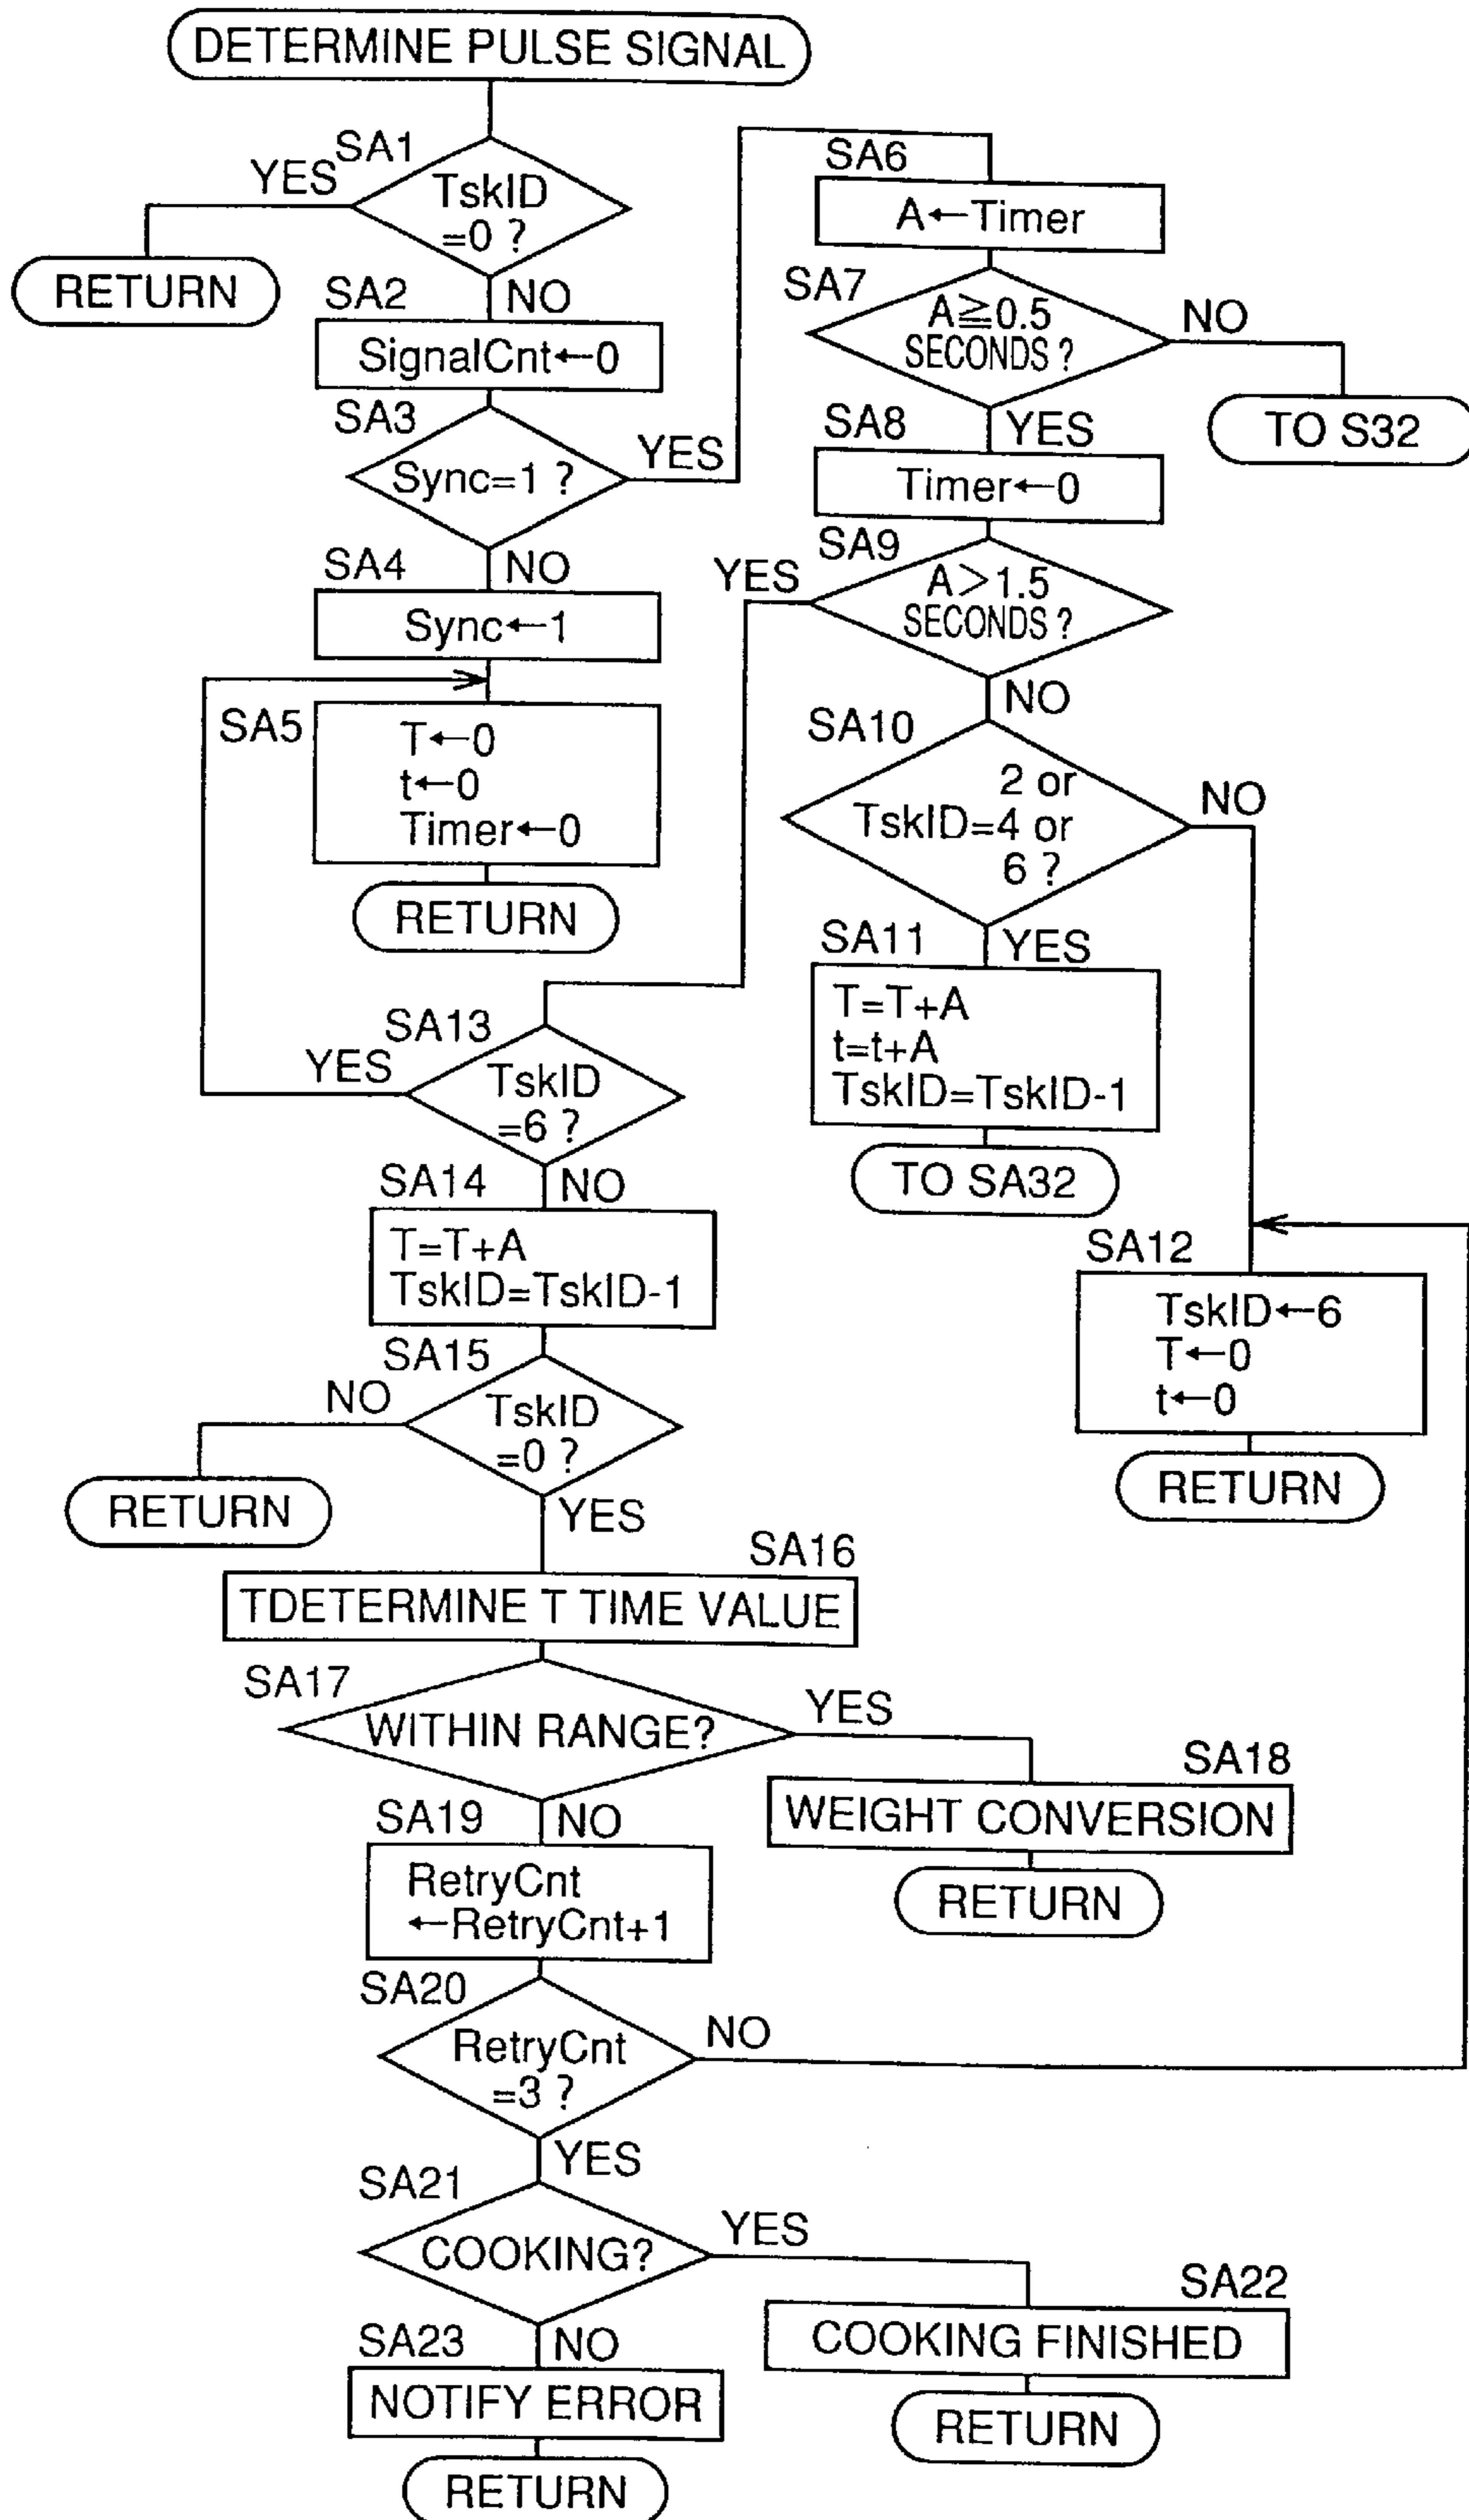 DETERMINE PULSE SIGNAL
SA1
YES
TskID
=0 ?
RETURN
NO
SA2
SignalCnt←0
SA3
Sync=1 ?
YES
NO
SA4
Sync←1
SA5
T←0
t←0
Timer←0
RETURN
SA6
A←Timer
SA7
A≧0.5
SECONDS ?
NO
TO S32
YES
SA8
Timer←0
SA9
YES
A>1.5
SECONDS ?
NO
SA10
2 or
TskID=4 or
6 ?
NO
YES
SA11
T=T+A
t=t+A
TskID=TskID-1
TO SA32
SA12
TskID←6
T←0
t←0
RETURN
SA13
YES
TskID
=6 ?
NO
SA14
T=T+A
TskID=TskID-1
SA15
NO
TskID
=0 ?
RETURN
YES
SA16
TDETERMINE T TIME VALUE
SA17
WITHIN RANGE?
YES
SA18
WEIGHT CONVERSION
RETURN
NO
SA19
RetryCnt
←RetryCnt+1
SA20
RetryCnt
=3 ?
NO
YES
SA21
COOKING?
YES
SA22
COOKING FINISHED
RETURN
NO
SA23
NOTIFY ERROR
RETURN